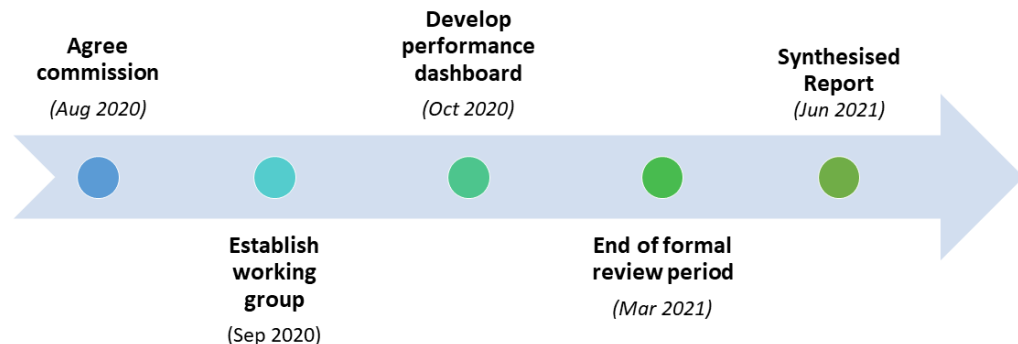 Agree
commission
(Aug 2020)
Establish
working
group
(Sep 2020)
Develop
performance
dashboard
(Oct 2020)
End of formal
review period
(Mar 2021)
Synthesised
Report
(Jun 2021)